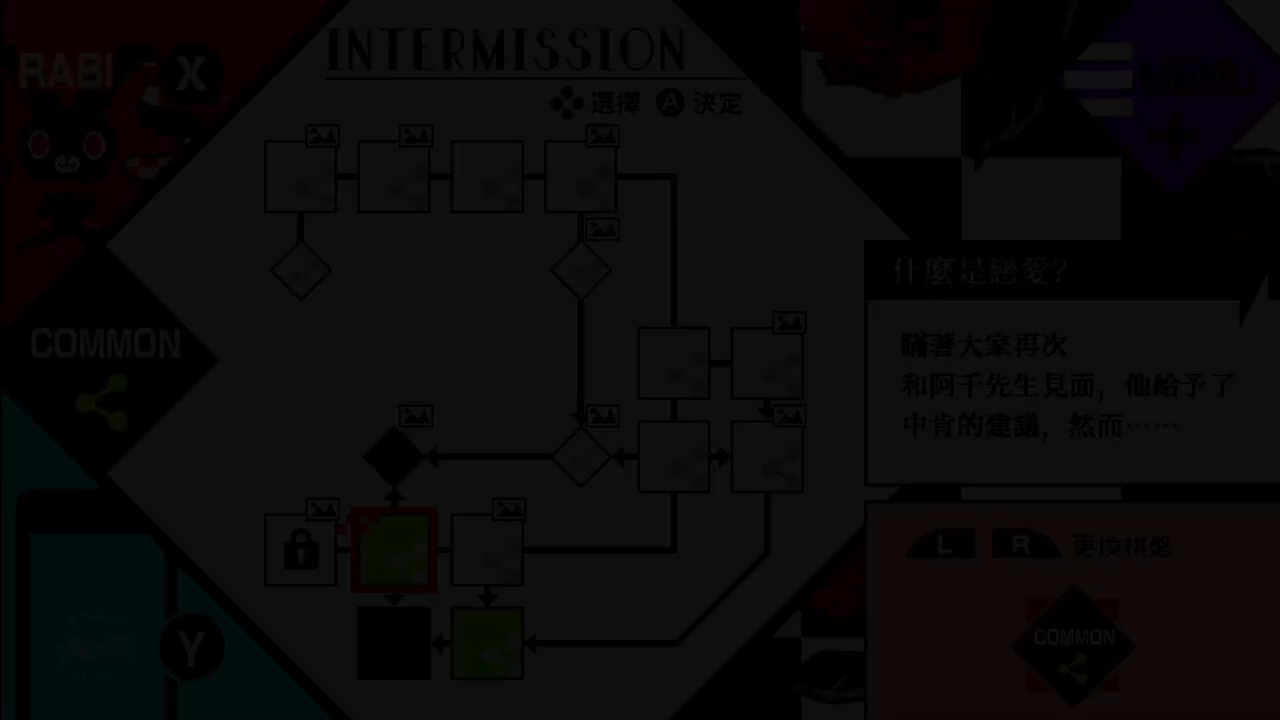 INTERMISSION
RABI X
選擇 A 決定
MENU
+
什麼是戀愛?
COMMON
瞞著大家再次
和阿千先生見面，他給予了
中肯的建議，然而……
L R 更換棋盤
Y
COMMON